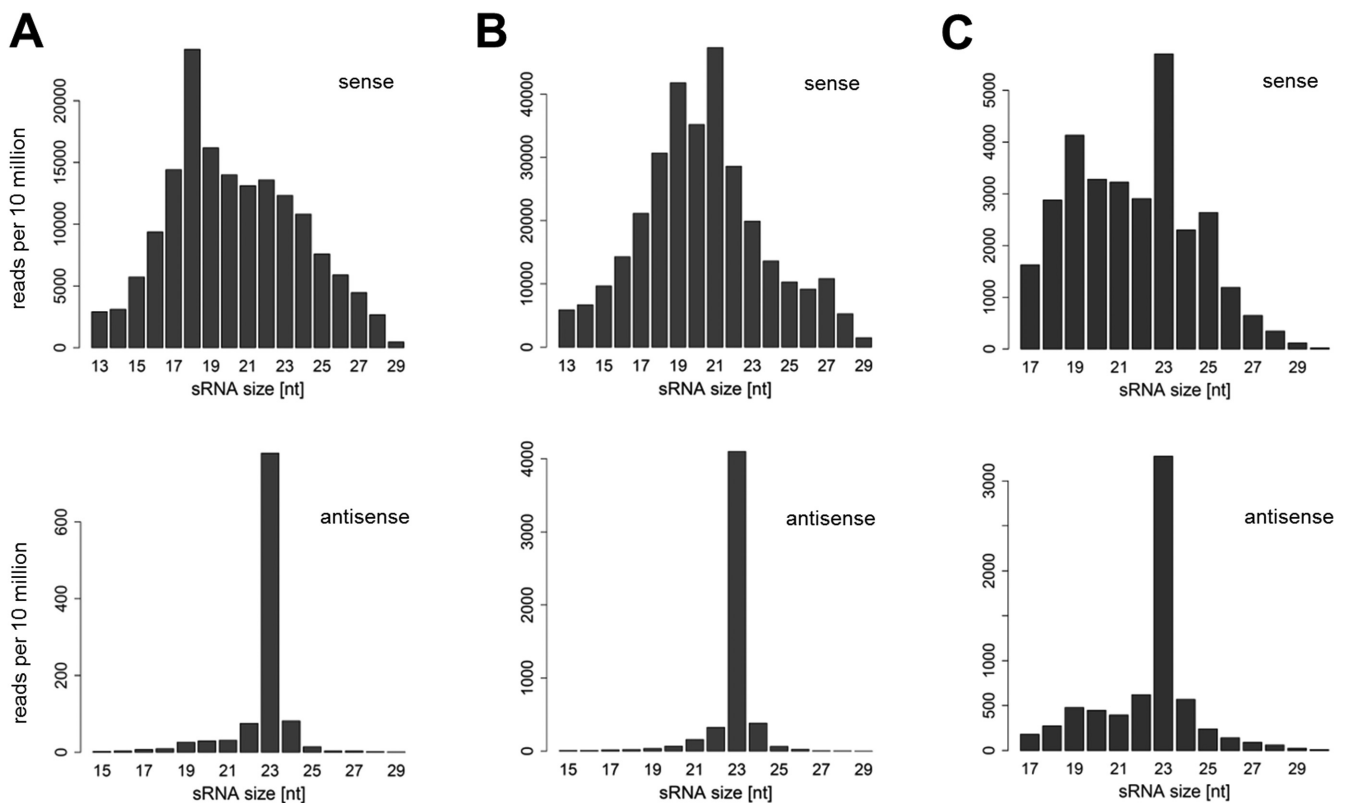 A
sense
reads per 10 million
0 5000 10000 15000 20000
13 15 17 19 21 23 25 27 29
sRNA size [nt]
B
sense
0 10000 20000 30000 40000
13 15 17 19 21 23 25 27 29
sRNA size [nt]
C
sense
0 1000 2000 3000 4000 5000
17 19 21 23 25 27 29
sRNA size [nt]
antisense
reads per 10 million
0 200 400 600
15 17 19 21 23 25 27 29
sRNA size [nt]
antisense
0 1000 2000 3000 4000
15 17 19 21 23 25 27 29
sRNA size [nt]
antisense
0 500 1000 2000 3000
17 19 21 23 25 27 29
sRNA size [nt]